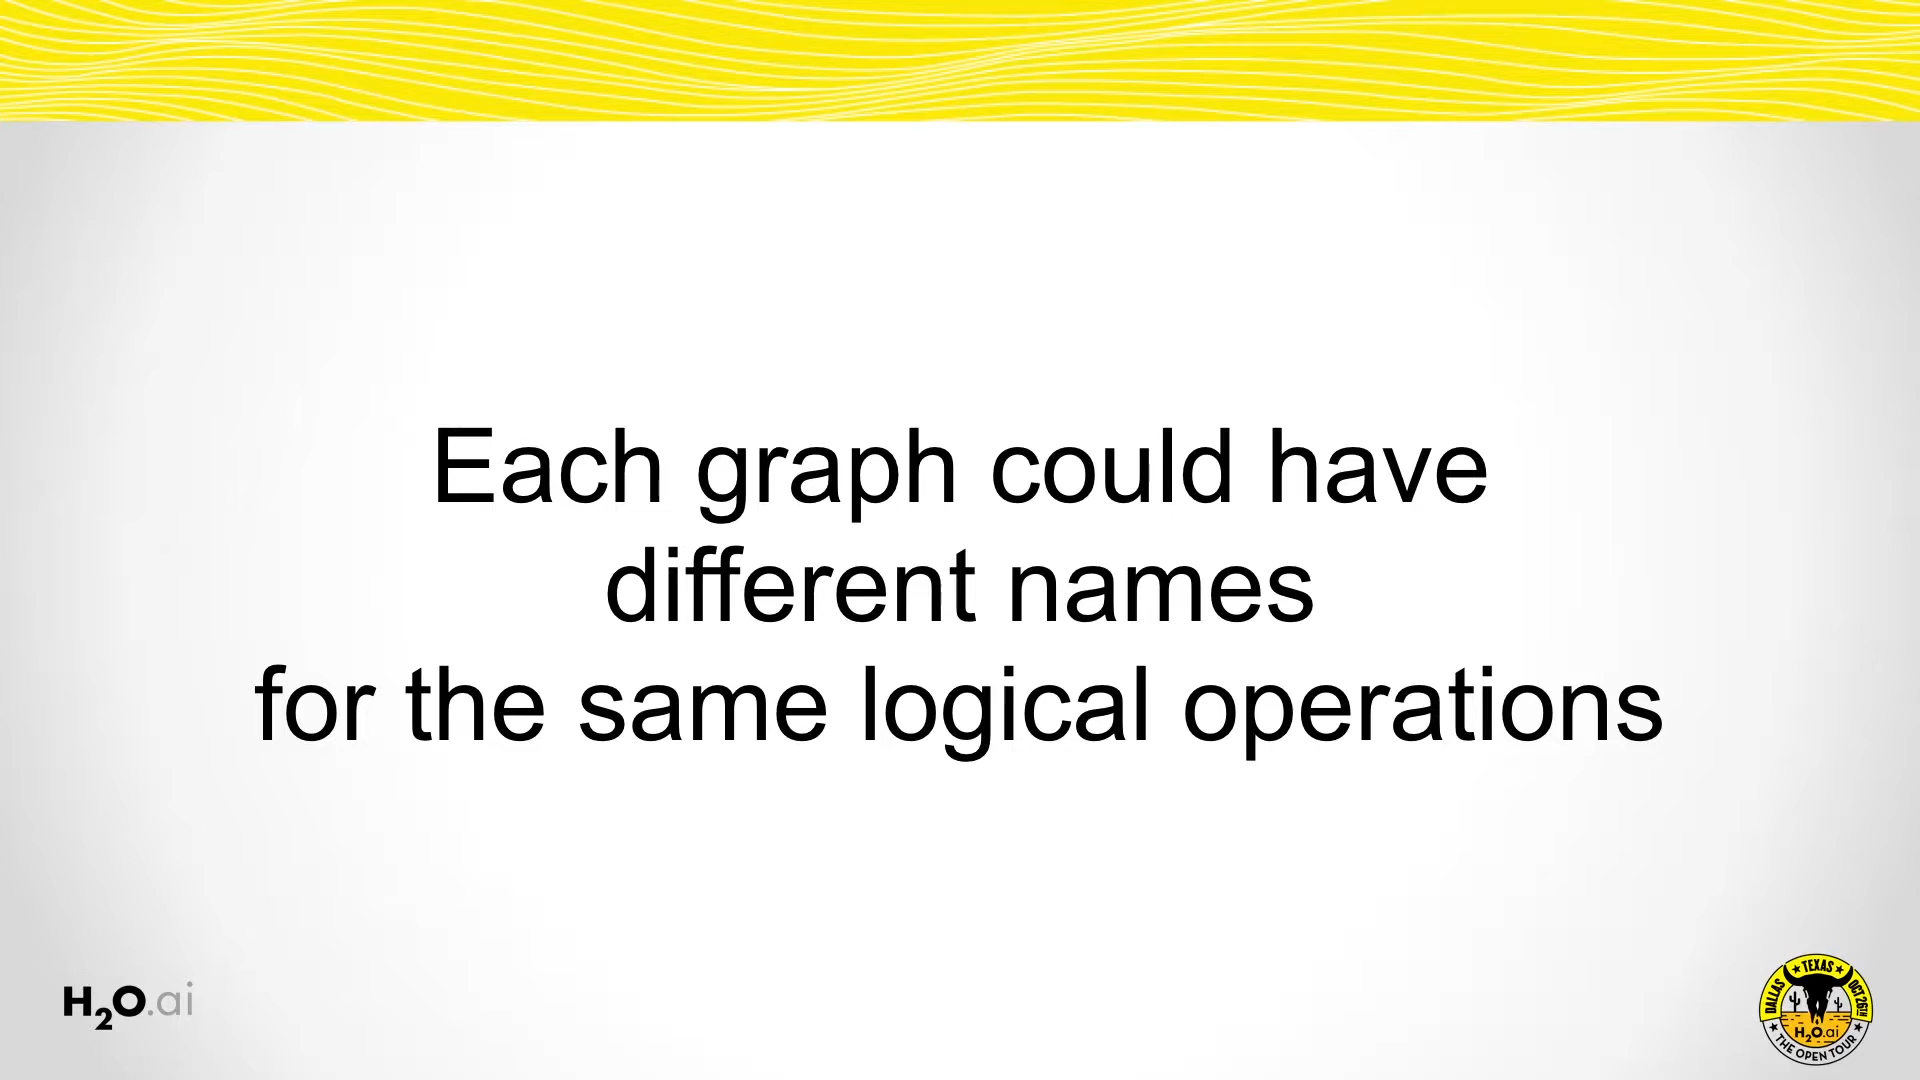 Each graph could have
different names
for the same logical operations
H2O.ai
DALLAS
★ TEXAS ★
OCT 26TH
H2O.ai
★ THE OPEN TOUR ★